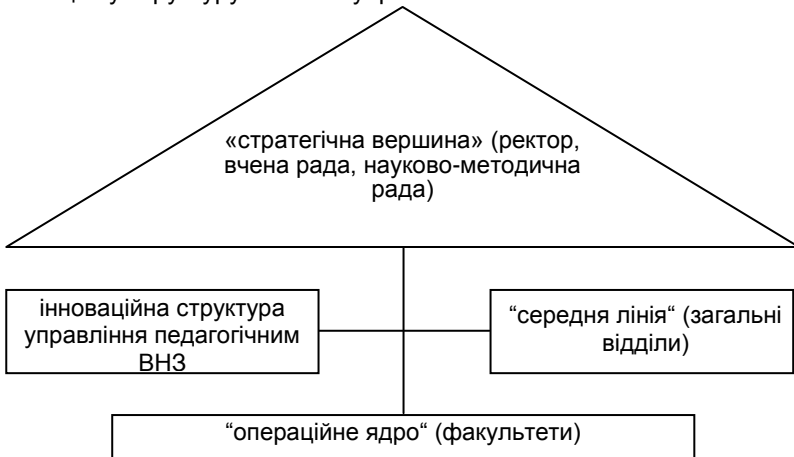 «стратегічна вершина» (ректор,
вчена рада, науково-методична
рада)
інноваційна структура
управління педагогічним
ВНЗ
“середня лінія“ (загальні
відділи)
“операційне ядро“ (факультети)